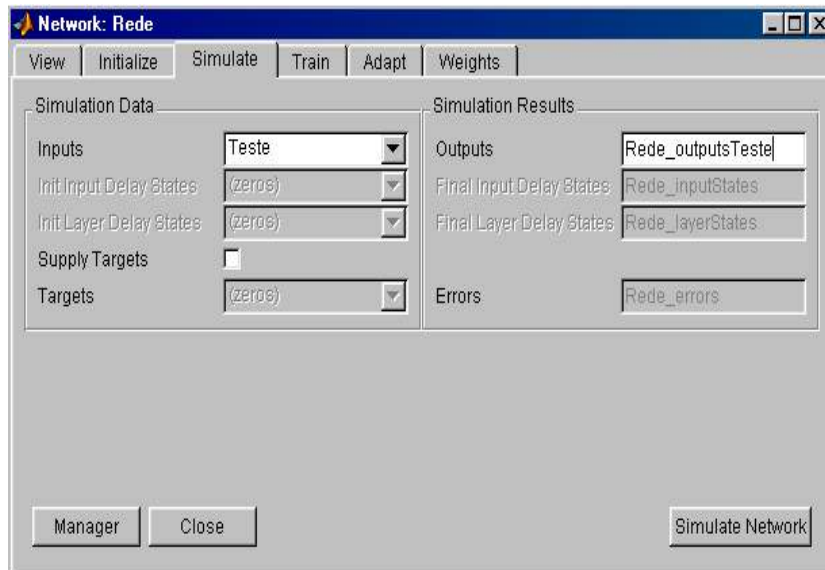 Network: Rede
View Initialize Simulate Train Adapt Weights
Simulation Data
Inputs Teste
Init Input Delay States (zeros)
Init Layer Delay States (zeros)
Supply Targets
Targets (zeros)
Simulation Results
Outputs Rede_outputsTeste
Final Input Delay States Rede_inputStates
Final Layer Delay States Rede_layerStates
Errors Rede_errors
Manager Close Simulate Network